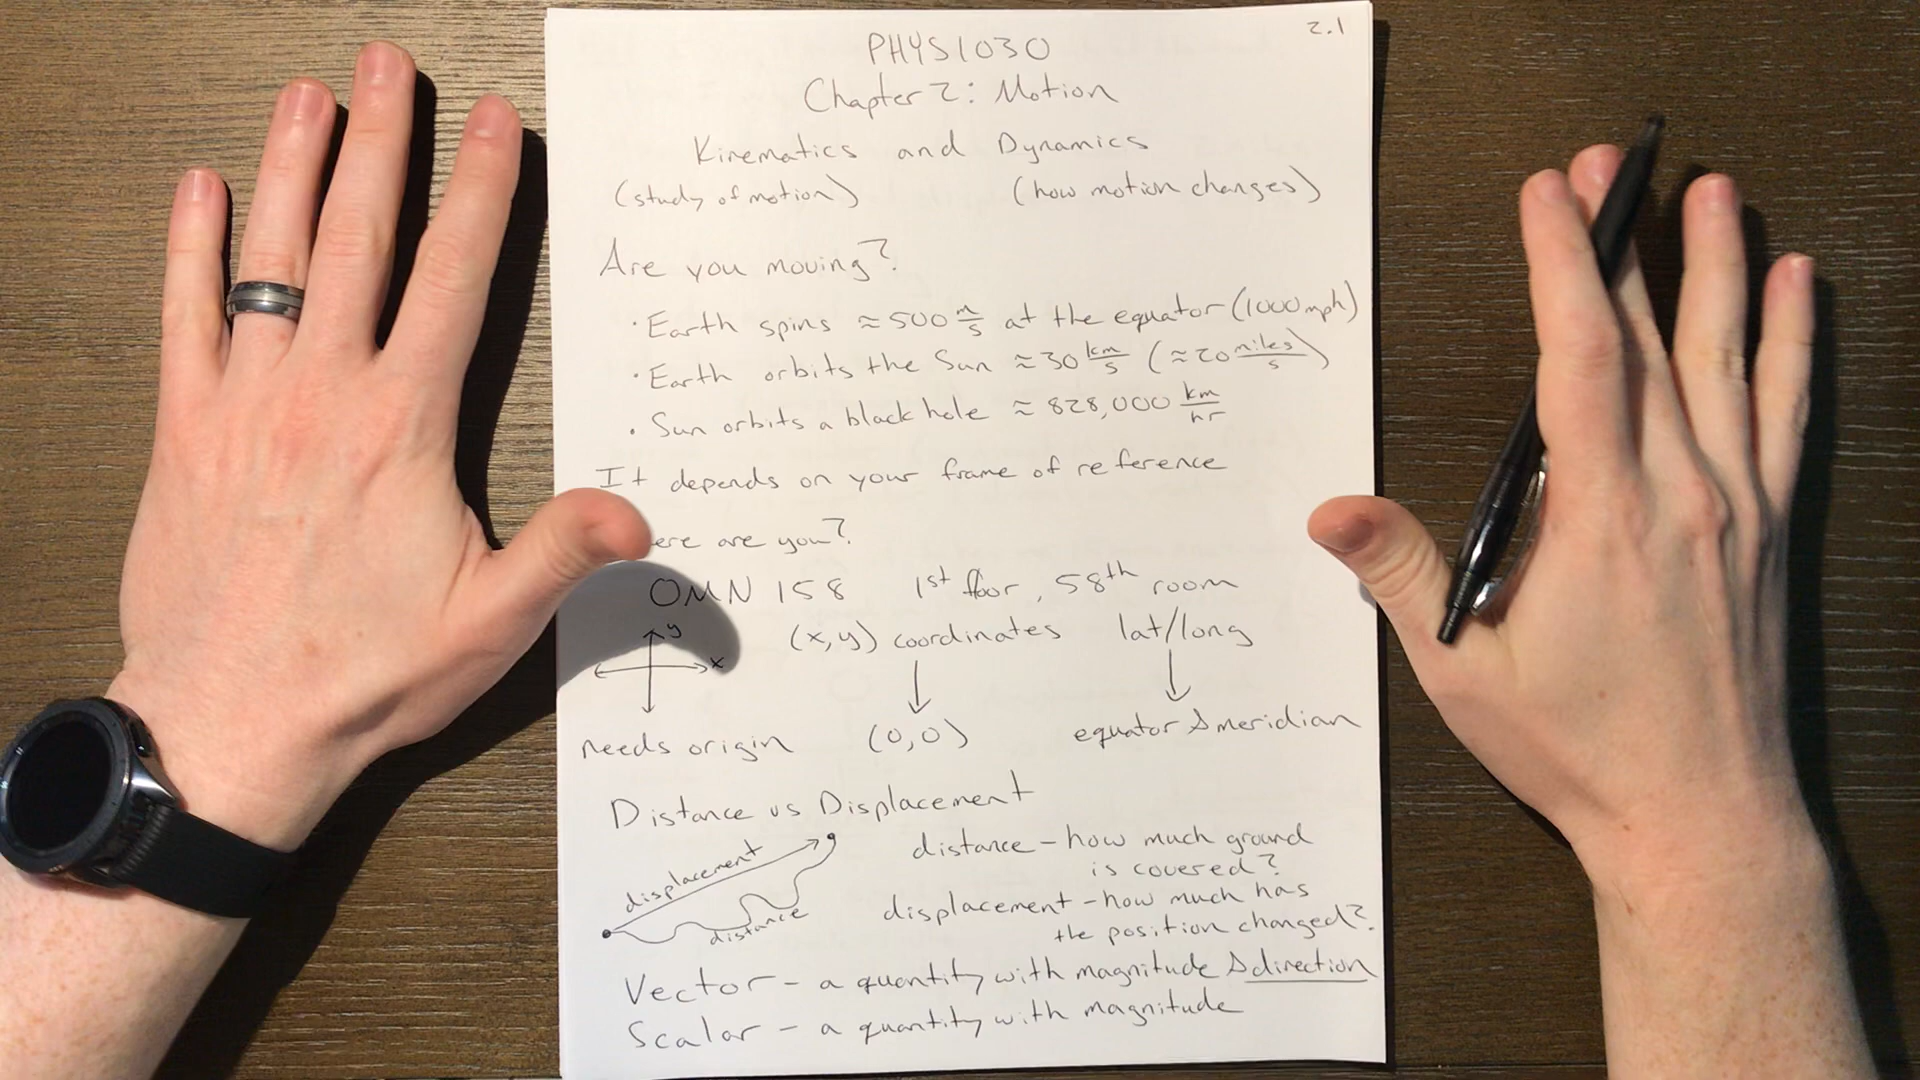 2.1
PHYS1030
Chapter 2: Motion
Kinematics and Dynamics
(study of motion) (how motion changes)
Are you moving?
· Earth spins ≈ 500 m/s at the equator (1000 mph)
· Earth orbits the Sun ≈ 30 km/s (≈ 20 miles/s)
· Sun orbits a black hole ≈ 828,000 km/hr
It depends on your frame of reference
ere are you?
OMN 158 1st floor, 58th room
y
(x,y) coordinates lat/long
x
needs origin (0,0) equator & meridian
Distance vs Displacement
displacement
distance
distance – how much ground
is covered?
displacement – how much has
the position changed?
Vector – a quantity with magnitude & direction
Scalar – a quantity with magnitude